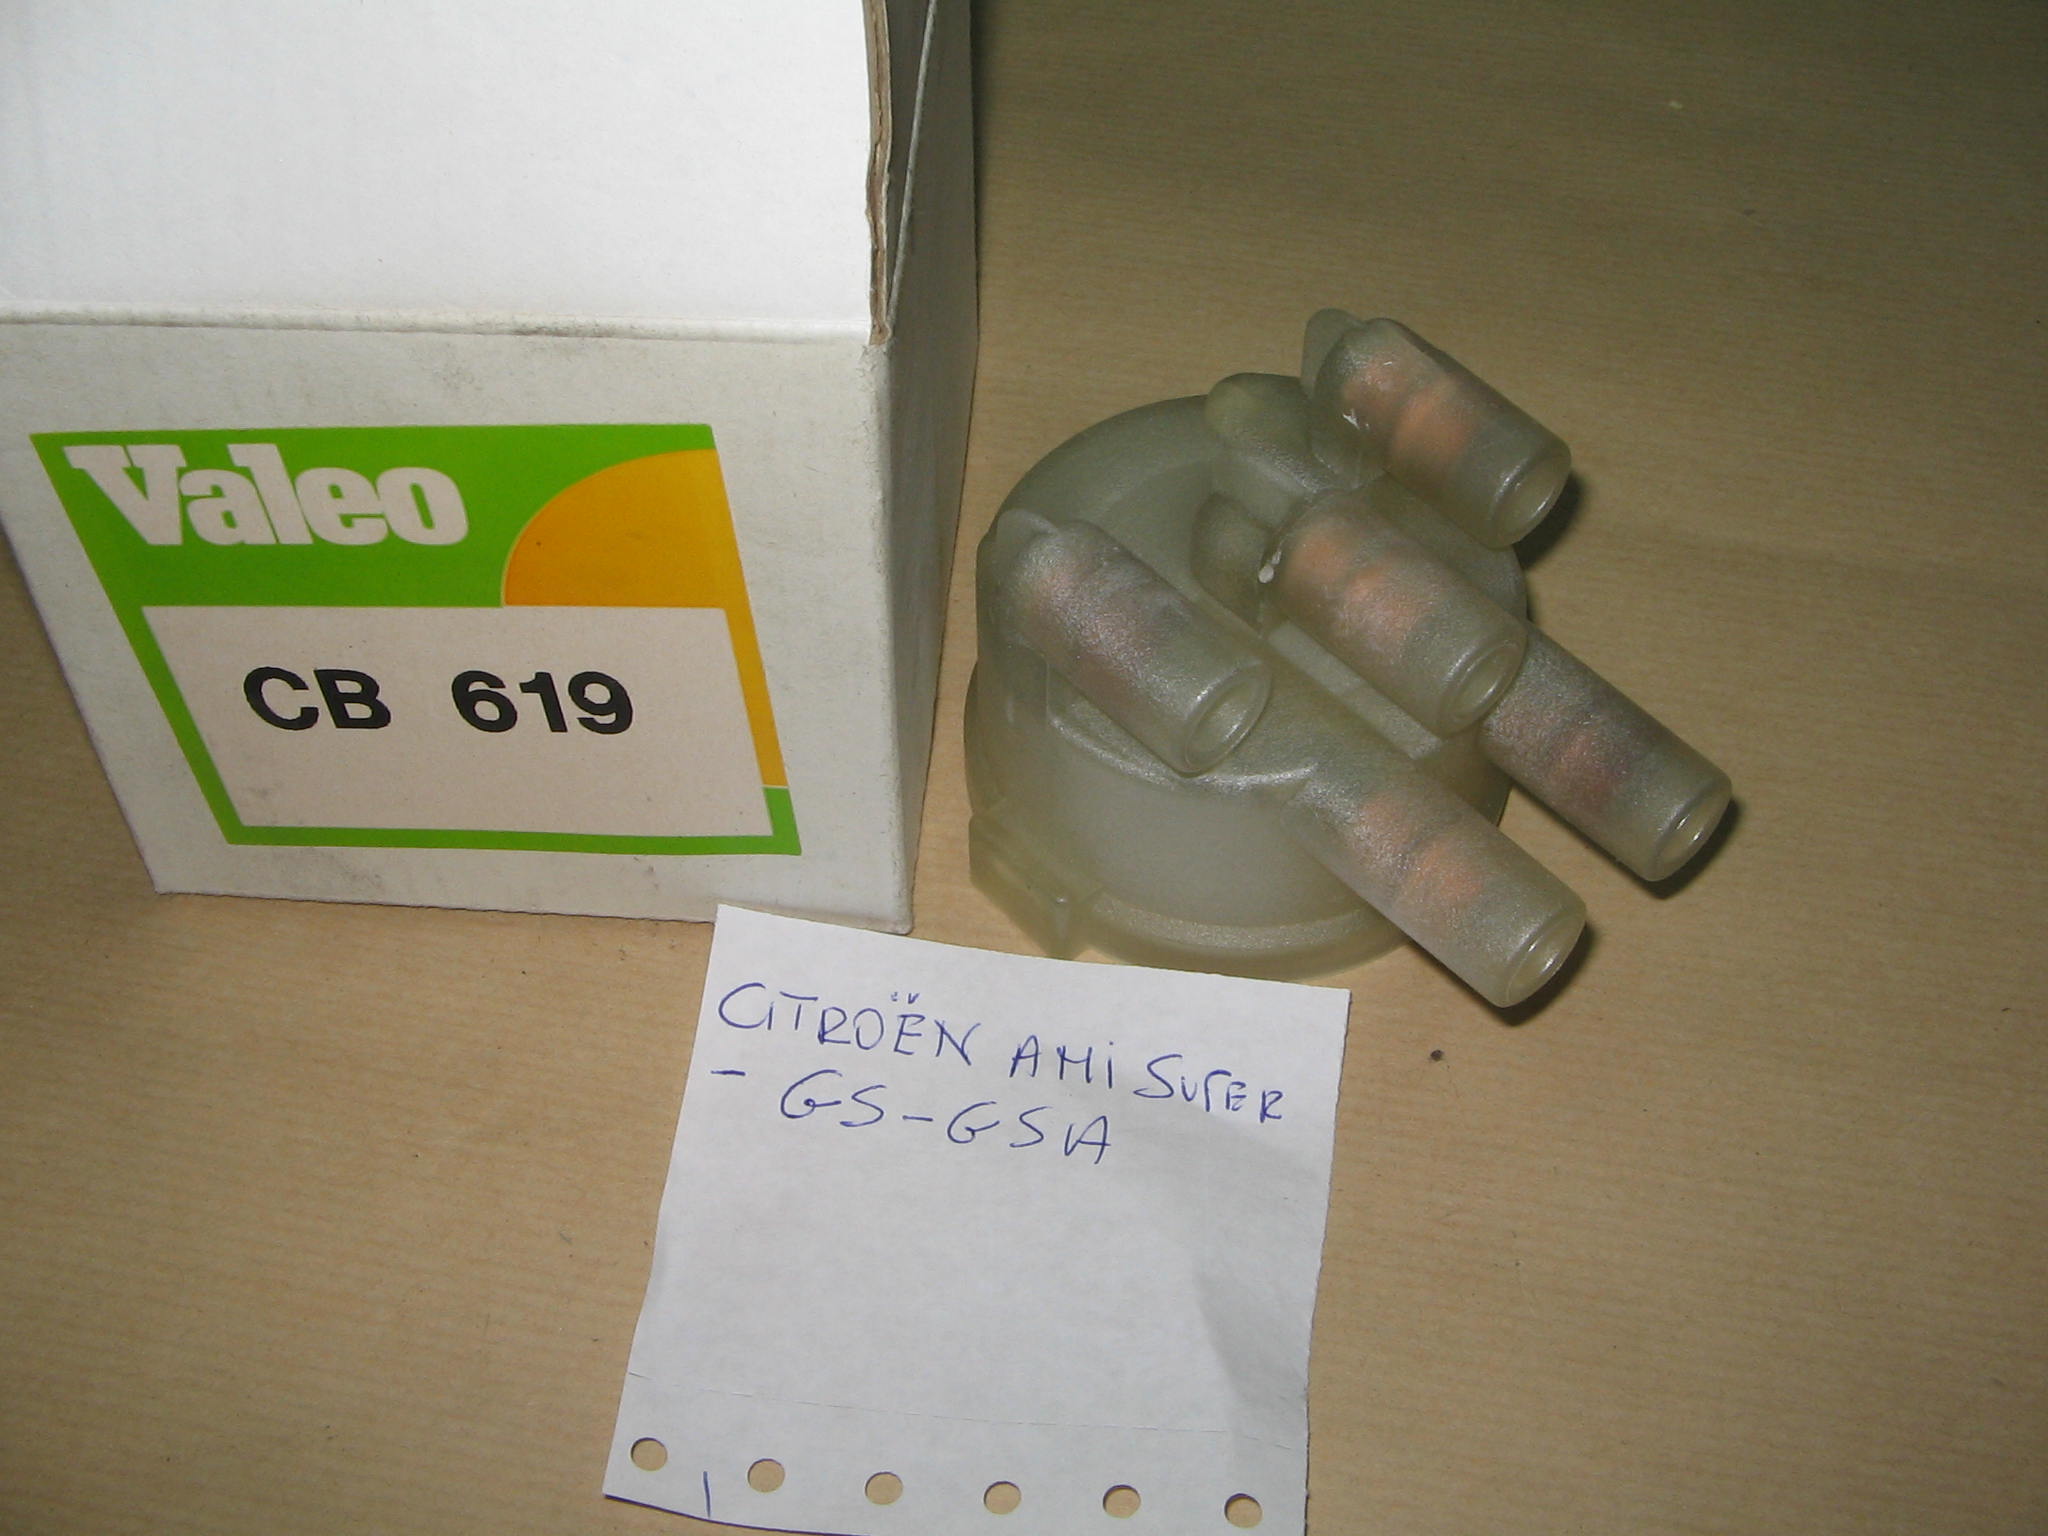 Valeo
CB 619
CITROËN AMI SUPER
- GS - GSA